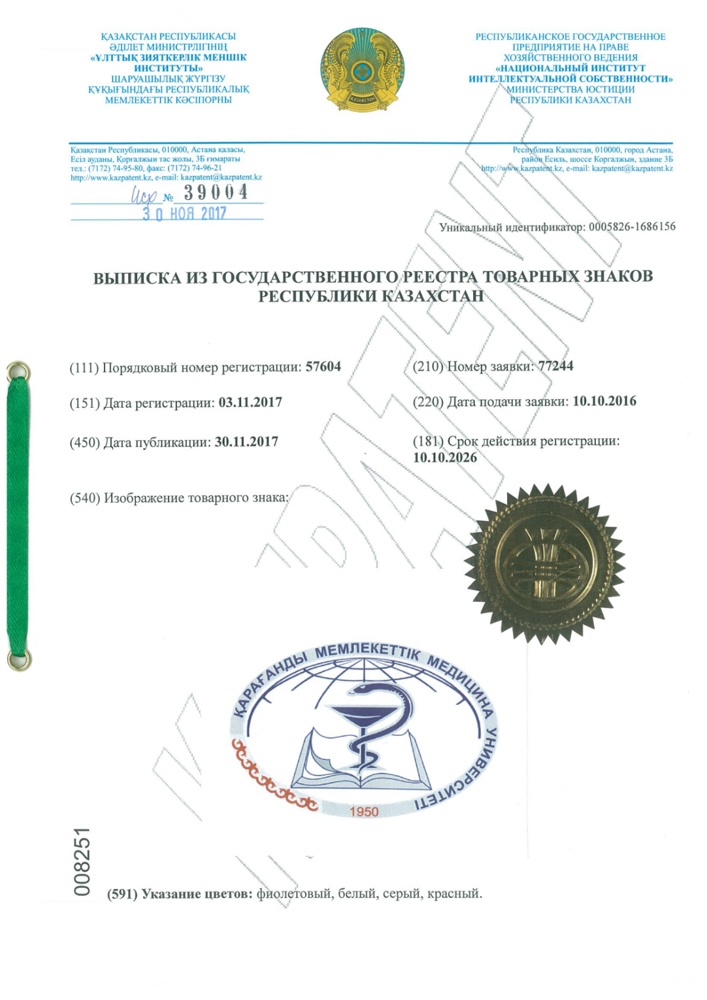 ҚАЗАҚСТАН РЕСПУБЛИКАСЫ
ӘДІЛЕТ МИНИСТРЛІГІНІҢ
«ҰЛТТЫҚ ЗИЯТКЕРЛІК МЕНШІК
ИНСТИТУТЫ»
ШАРУАШЫЛЫҚ ЖҮРГІЗУ
ҚҰҚЫҒЫНДАҒЫ РЕСПУБЛИКАЛЫҚ
МЕМЛЕКЕТТІК КӘСІПОРНЫ
ҚАЗАҚСТАН
РЕСПУБЛИКАНСКОЕ ГОСУДАРСТВЕННОЕ
ПРЕДПРИЯТИЕ НА ПРАВЕ
ХОЗЯЙСТВЕННОГО ВЕДЕНИЯ
«НАЦИОНАЛЬНЫЙ ИНСТИТУТ
ИНТЕЛЛЕКТУАЛЬНОЙ СОБСТВЕННОСТИ»
МИНИСТЕРСТВА ЮСТИЦИИ
РЕСПУБЛИКИ КАЗАХСТАН
Қазақстан Республикасы, 010000, Астана қаласы,
Есіл ауданы, Қорғалжын тас жолы, 3Б ғимараты
тел.: (7172) 74-95-80, факс: (7172) 74-96-21
http://www.kazpatent.kz, e-mail: kazpatent@kazpatent.kz
Республика Казахстан, 010000, город Астана,
район Есиль, шоссе Коргалжын, здание 3Б
http://www.kazpatent.kz, e-mail: kazpatent@kazpatent.kz
Исх № 39004
30 НОЯ 2017
Уникальный идентификатор: 0005826-1686156
ВЫПИСКА ИЗ ГОСУДАРСТВЕННОГО РЕЕСТРА ТОВАРНЫХ ЗНАКОВ
РЕСПУБЛИКИ КАЗАХСТАН
(111) Порядковый номер регистрации: 57604
(210) Номер заявки: 77244
(151) Дата регистрации: 03.11.2017
(220) Дата подачи заявки: 10.10.2016
(450) Дата публикации: 30.11.2017
(181) Срок действия регистрации:
10.10.2026
(540) Изображение товарного знака:
ҚАРАҒАНДЫ МЕМЛЕКЕТТІК МЕДИЦИНА УНИВЕРСИТЕТІ
1950
008251
(591) Указание цветов: фиолетовый, белый, серый, красный.